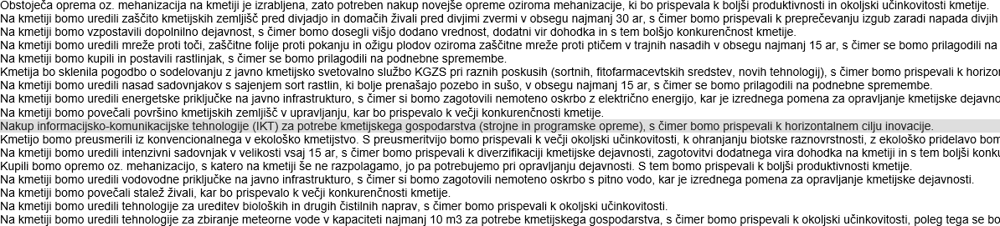 Obstoječa oprema oz. mehanizacija na kmetiji je izrabljena, zato potreben nakup novejše opreme oziroma mehanizacije, ki bo prispevala k boljši produktivnosti in okoljski učinkovitosti kmetije.
Na kmetiji bomo uredili zaščito kmetijskih zemljišč pred divjadjo in domačih živali pred divjimi zvermi v obsegu najmanj 30 ar, s čimer bomo prispevali k preprečevanju izgub zaradi napada divjih
Na kmetiji bomo vzpostavili dopolnilno dejavnost, s čimer bomo dosegli višjo dodano vrednost, dodatni vir dohodka in s tem bolšjo konkurenčnost kmetije.
Na kmetiji bomo uredili mreže proti toči, zaščitne folije proti pokanju in ožigu plodov oziroma zaščitne mreže proti ptičem v trajnih nasadih v obsegu najmanj 15 ar, s čimer se bomo prilagodili na
Na kmetiji bomo kupili in postavili rastlinjak, s čimer se bomo prilagodili na podnebne spremembe.
Kmetija bo sklenila pogodbo o sodelovanju z javno kmetijsko svetovalno službo KGZS pri raznih poskusih (sortnih, fitofarmacevtskih sredstev, novih tehnologij), s čimer bomo prispevali k horizon
Na kmetiji bomo uredili nasad sadovnjakov s sajenjem sort rastlin, ki bolje prenašajo pozebo in sušo, v obsegu najmanj 15 ar, s čimer se bomo prilagodili na podnebne spremembe.
Na kmetiji bomo uredili energetske priključke na javno infrastrukturo, s čimer si bomo zagotovili nemoteno oskrbo z električno energijo, kar je izrednega pomena za opravljanje kmetijske dejavno
Na kmetiji bomo povečali površino kmetijskih zemljišč v upravljanju, kar bo prispevalo k večji konkurenčnosti kmetije.
Nakup informacijsko-komunikacijske tehnologije (IKT) za potrebe kmetijskega gospodarstva (strojne in programske opreme), s čimer bomo prispevali k horizontalnem cilju inovacije.
Kmetijo bomo preusmerili iz konvencionalnega v ekološko kmetijstvo. S preusmeritvijo bomo prispevali k večji okoljski učinkovitosti, k ohranjanju biotske raznovrstnosti, z ekološko pridelavo bom
Na kmetiji bomo uredili intenzivni sadovnjak v velikosti vsaj 15 ar, s čimer bomo prispevali k diverzifikaciji kmetijske dejavnosti, zagotovitvi dodatnega vira dohodka na kmetiji in s tem boljši konku
Kupili bomo opremo oz. mehanizacijo, s katero na kmetiji še ne razpolagamo, jo pa potrebujemo pri opravljanju dejavnosti. S tem bomo prispevali k boljši produktivnosti kmetije.
Na kmetiji bomo uredili vodovodne priključke na javno infrastrukturo, s čimer si bomo zagotovili nemoteno oskrbo s pitno vodo, kar je izrednega pomena za opravljanje kmetijske dejavnosti.
Na kmetiji bomo povečali stalež živali, kar bo prispevalo k večji konkurenčnosti kmetije.
Na kmetiji bomo uredili tehnologije za ureditev bioloških in drugih čistilnih naprav, s čimer bomo prispevali k okoljski učinkovitosti.
Na kmetiji bomo uredili tehnologije za zbiranje meteorne vode v kapaciteti najmanj 10 m3 za potrebe kmetijskega gospodarstva, s čimer bomo prispevali k okoljski učinkovitosti, poleg tega se bo